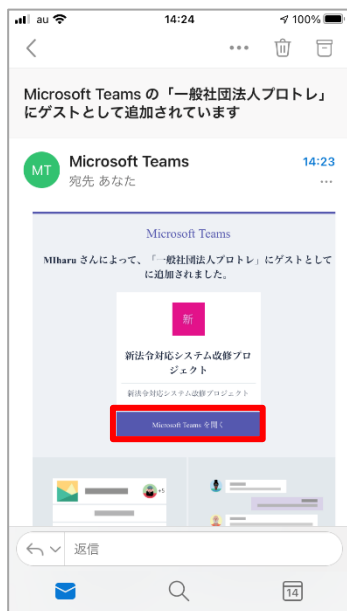 au 14:24 100%
Microsoft Teams の「一般社団法人プロトレ」
にゲストとして追加されています
MT Microsoft Teams 14:23
宛先 あなた
Microsoft Teams
MIharu さんによって、「一般社団法人プロトレ」にゲストとして
に追加されました。
新
新法令対応システム改修プロ
ジェクト
新法令対応システム改修プロジェクト
Microsoft Teams を開く
+5
返信
14